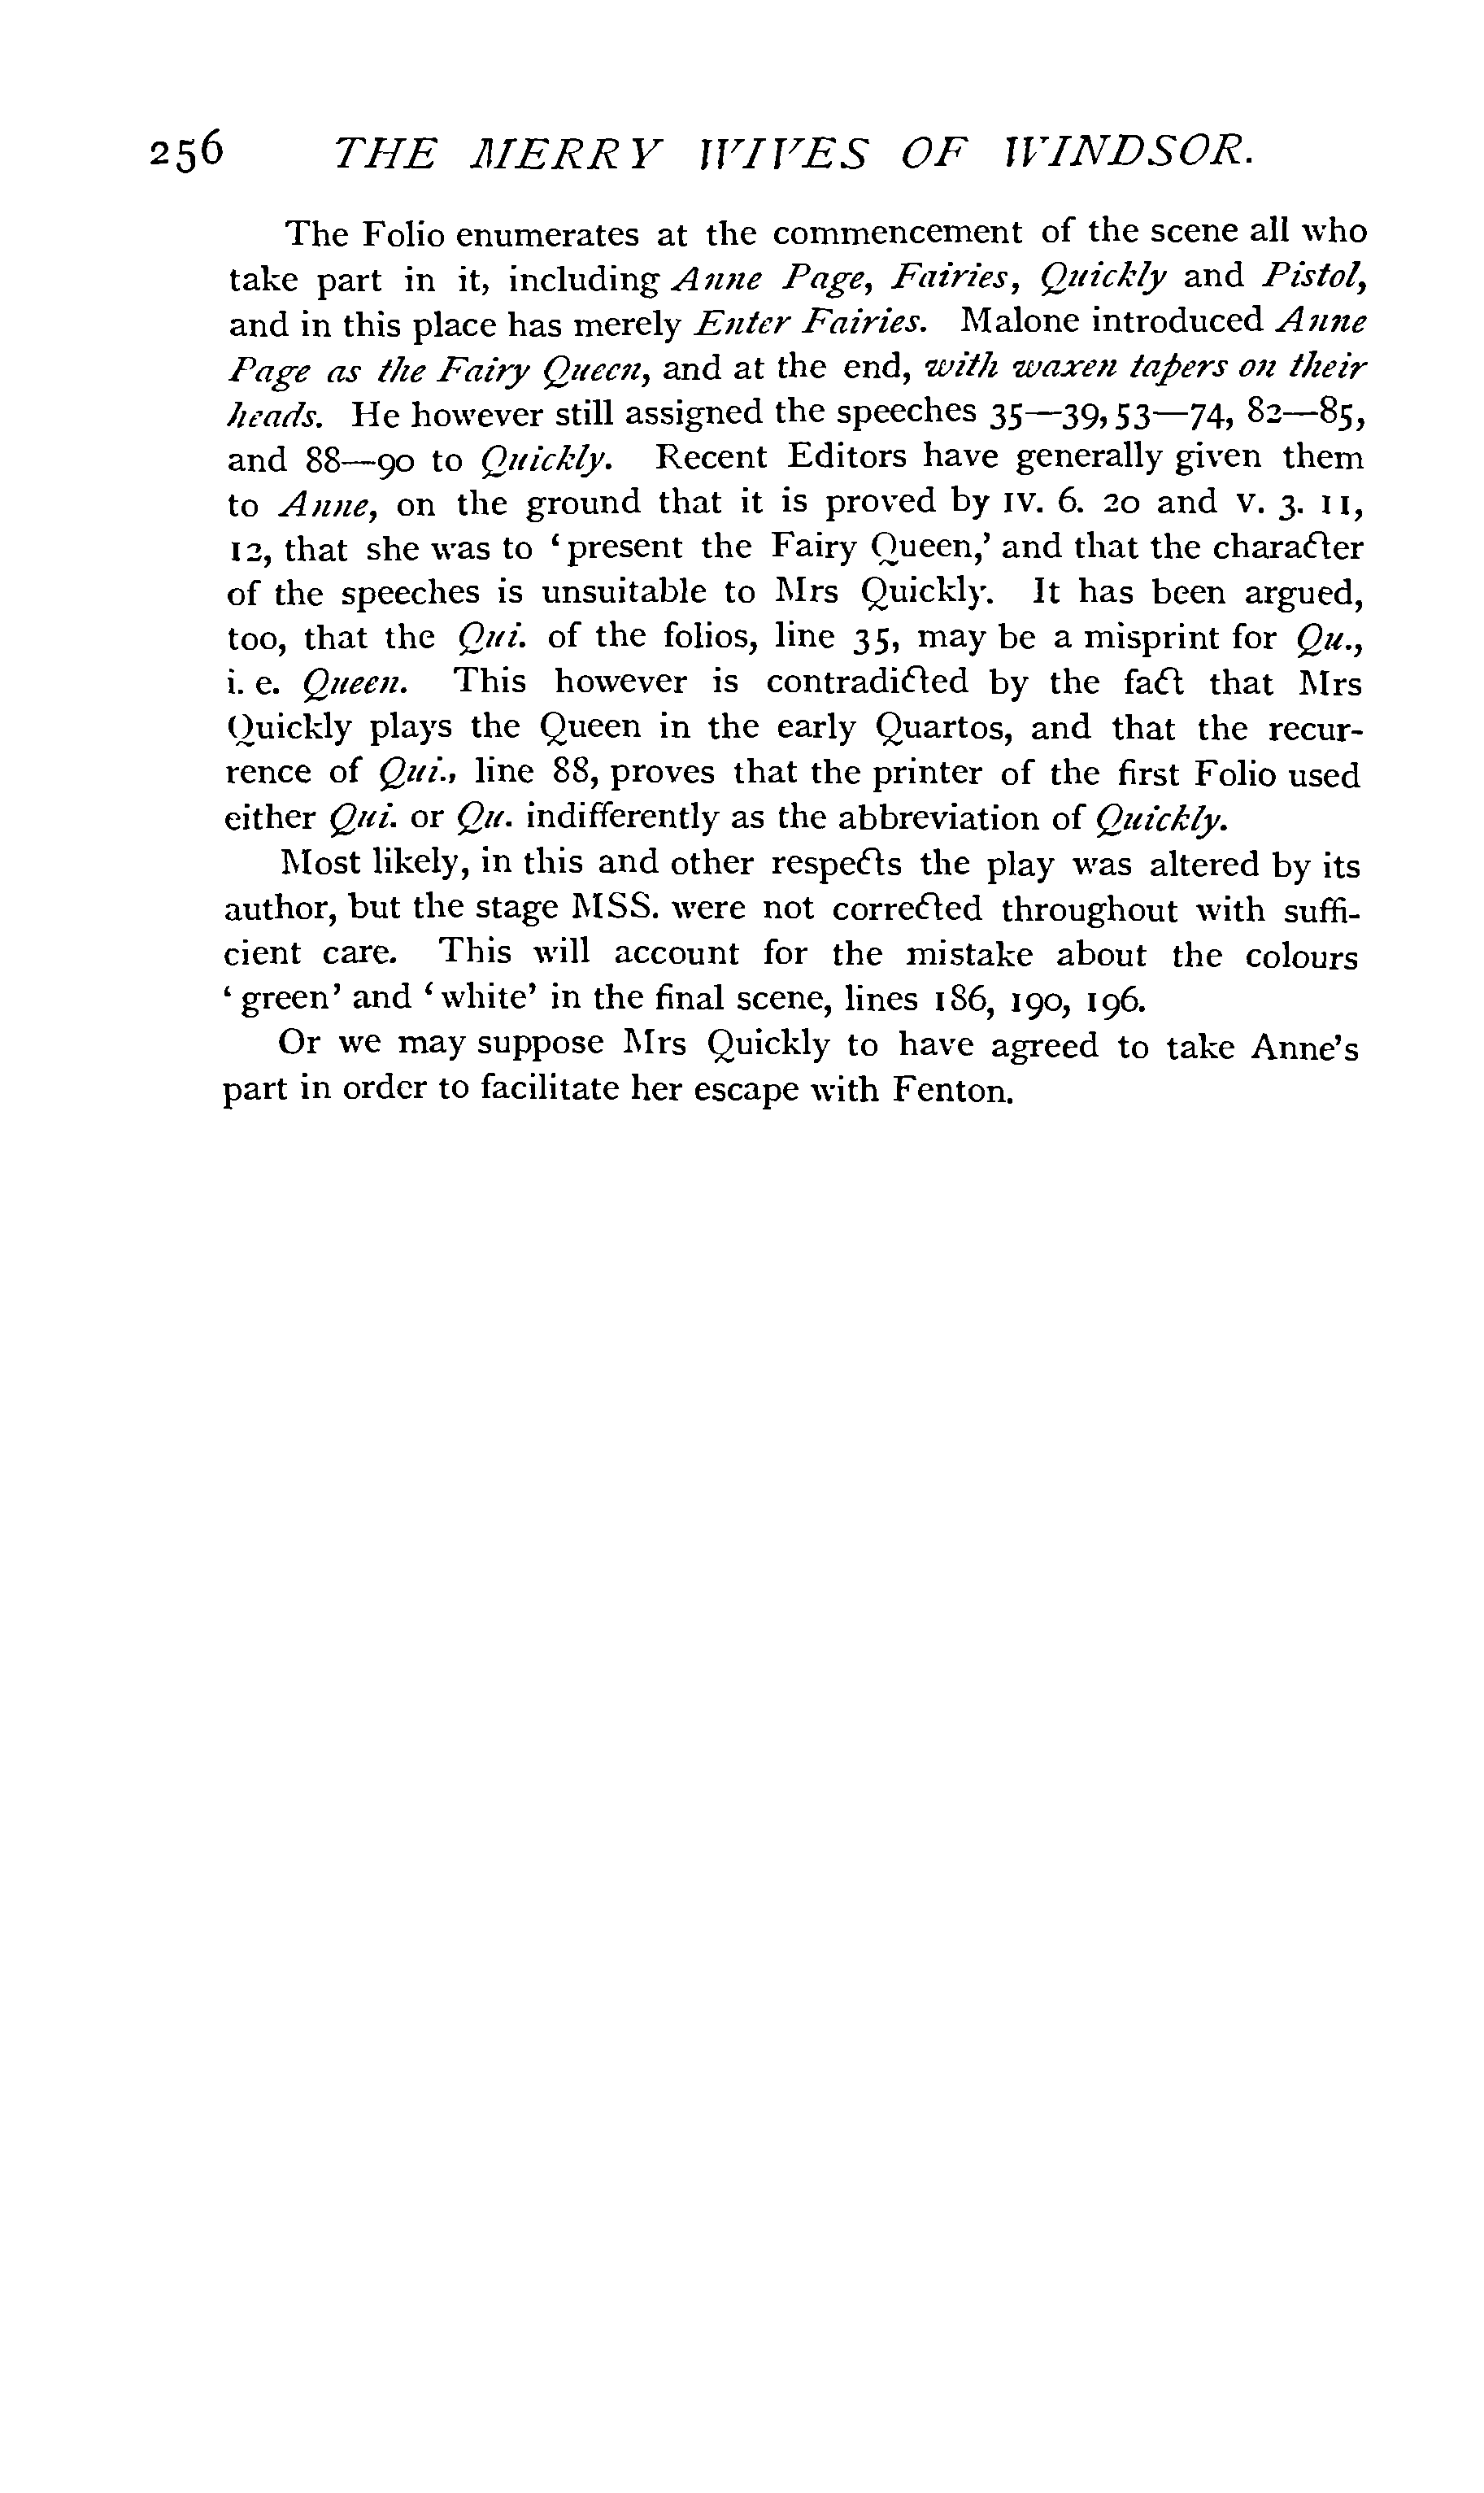 256 THE MERRY WIVES OF WINDSOR.
The Folio enumerates at the commencement of the scene all who
take part in it, including Anne Page, Fairies, Quickly and Pistol,
and in this place has merely Enter Fairies. Malone introduced Anne
Page as the Fairy Queen, and at the end, with waxen tapers on their
heads. He however still assigned the speeches 35—39, 53—74, 82—85,
and 88—90 to Quickly. Recent Editors have generally given them
to Anne, on the ground that it is proved by IV. 6. 20 and V. 3. 11,
12, that she was to ‘present the Fairy Queen,’ and that the character
of the speeches is unsuitable to Mrs Quickly. It has been argued,
too, that the Qui. of the folios, line 35, may be a misprint for Qu.,
i. e. Queen. This however is contradicted by the fact that Mrs
Quickly plays the Queen in the early Quartos, and that the recur-
rence of Qui., line 88, proves that the printer of the first Folio used
either Qui. or Qu. indifferently as the abbreviation of Quickly.
Most likely, in this and other respects the play was altered by its
author, but the stage MSS. were not corrected throughout with suffi-
cient care. This will account for the mistake about the colours
‘green’ and ‘white’ in the final scene, lines 186, 190, 196.
Or we may suppose Mrs Quickly to have agreed to take Anne’s
part in order to facilitate her escape with Fenton.